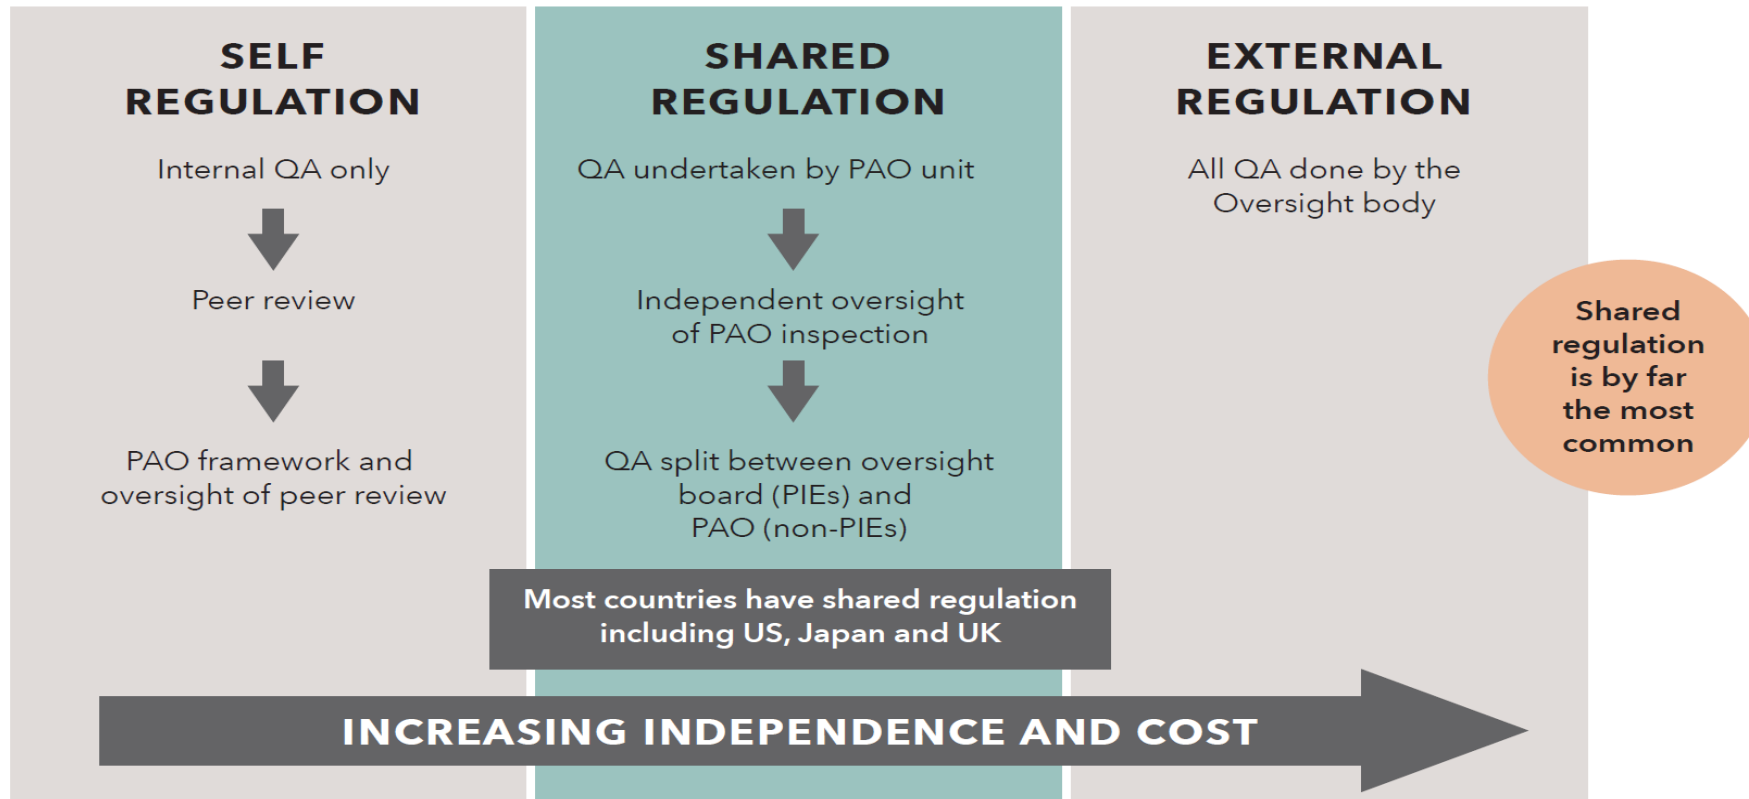 SELF
REGULATION
Internal QA only
Peer review
PAO framework and
oversight of peer review
SHARED
REGULATION
QA undertaken by PAO unit
Independent oversight
of PAO inspection
QA split between oversight
board (PIEs) and
PAO (non-PIEs)
EXTERNAL
REGULATION
All QA done by the
Oversight body
Shared
regulation
is by far
the most
common
Most countries have shared regulation
including US, Japan and UK
INCREASING INDEPENDENCE AND COST